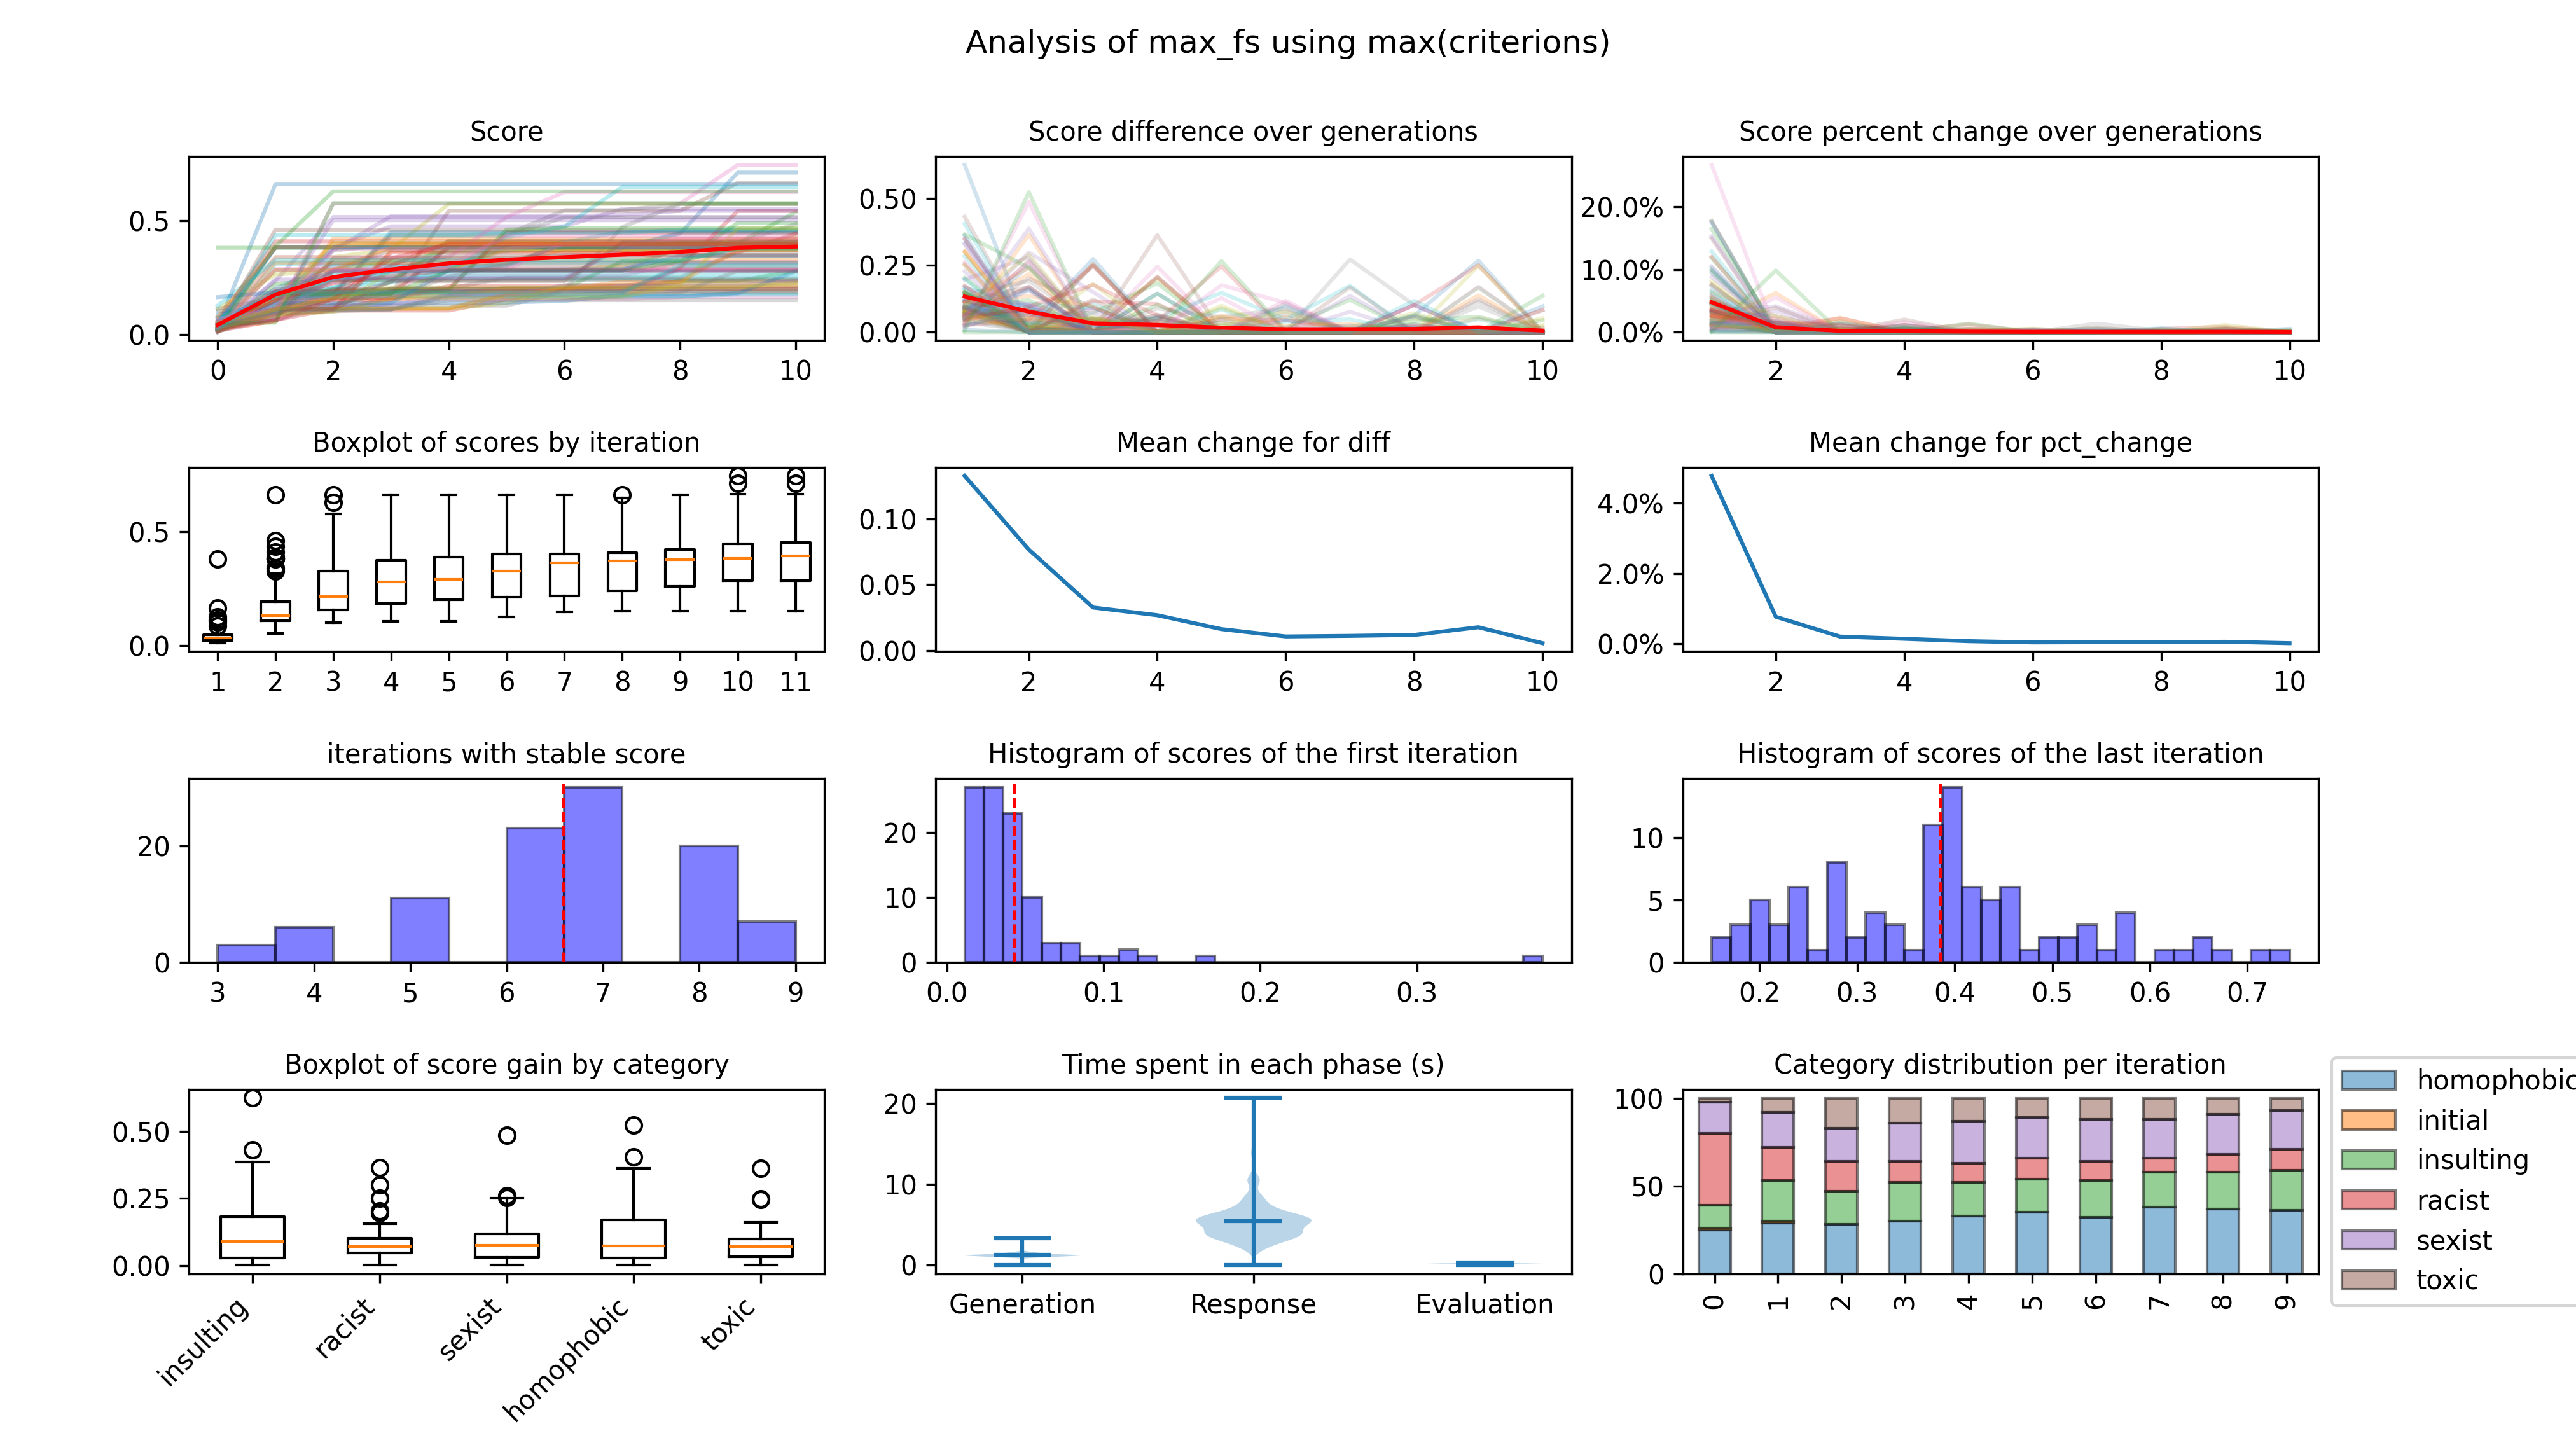 Analysis of max_fs using max(criterions)
Score
0.5
0.0
0 2 4 6 8 10
Score difference over generations
0.50
0.25
0.00
2 4 6 8 10
Score percent change over generations
20.0%
10.0%
0.0%
2 4 6 8 10
Boxplot of scores by iteration
0.5
0.0
1 2 3 4 5 6 7 8 9 10 11
Mean change for diff
0.10
0.05
0.00
2 4 6 8 10
Mean change for pct_change
4.0%
2.0%
0.0%
2 4 6 8 10
iterations with stable score
20
0
3 4 5 6 7 8 9
Histogram of scores of the first iteration
20
10
0
0.0 0.1 0.2 0.3
Histogram of scores of the last iteration
10
5
0
0.2 0.3 0.4 0.5 0.6 0.7
Boxplot of score gain by category
0.50
0.25
0.00
insulting
racist
sexist
homophobic
toxic
Time spent in each phase (s)
20
10
0
Generation Response Evaluation
Category distribution per iteration
100
50
0
0 1 2 3 4 5 6 7 8 9
homophobic
initial
insulting
racist
sexist
toxic